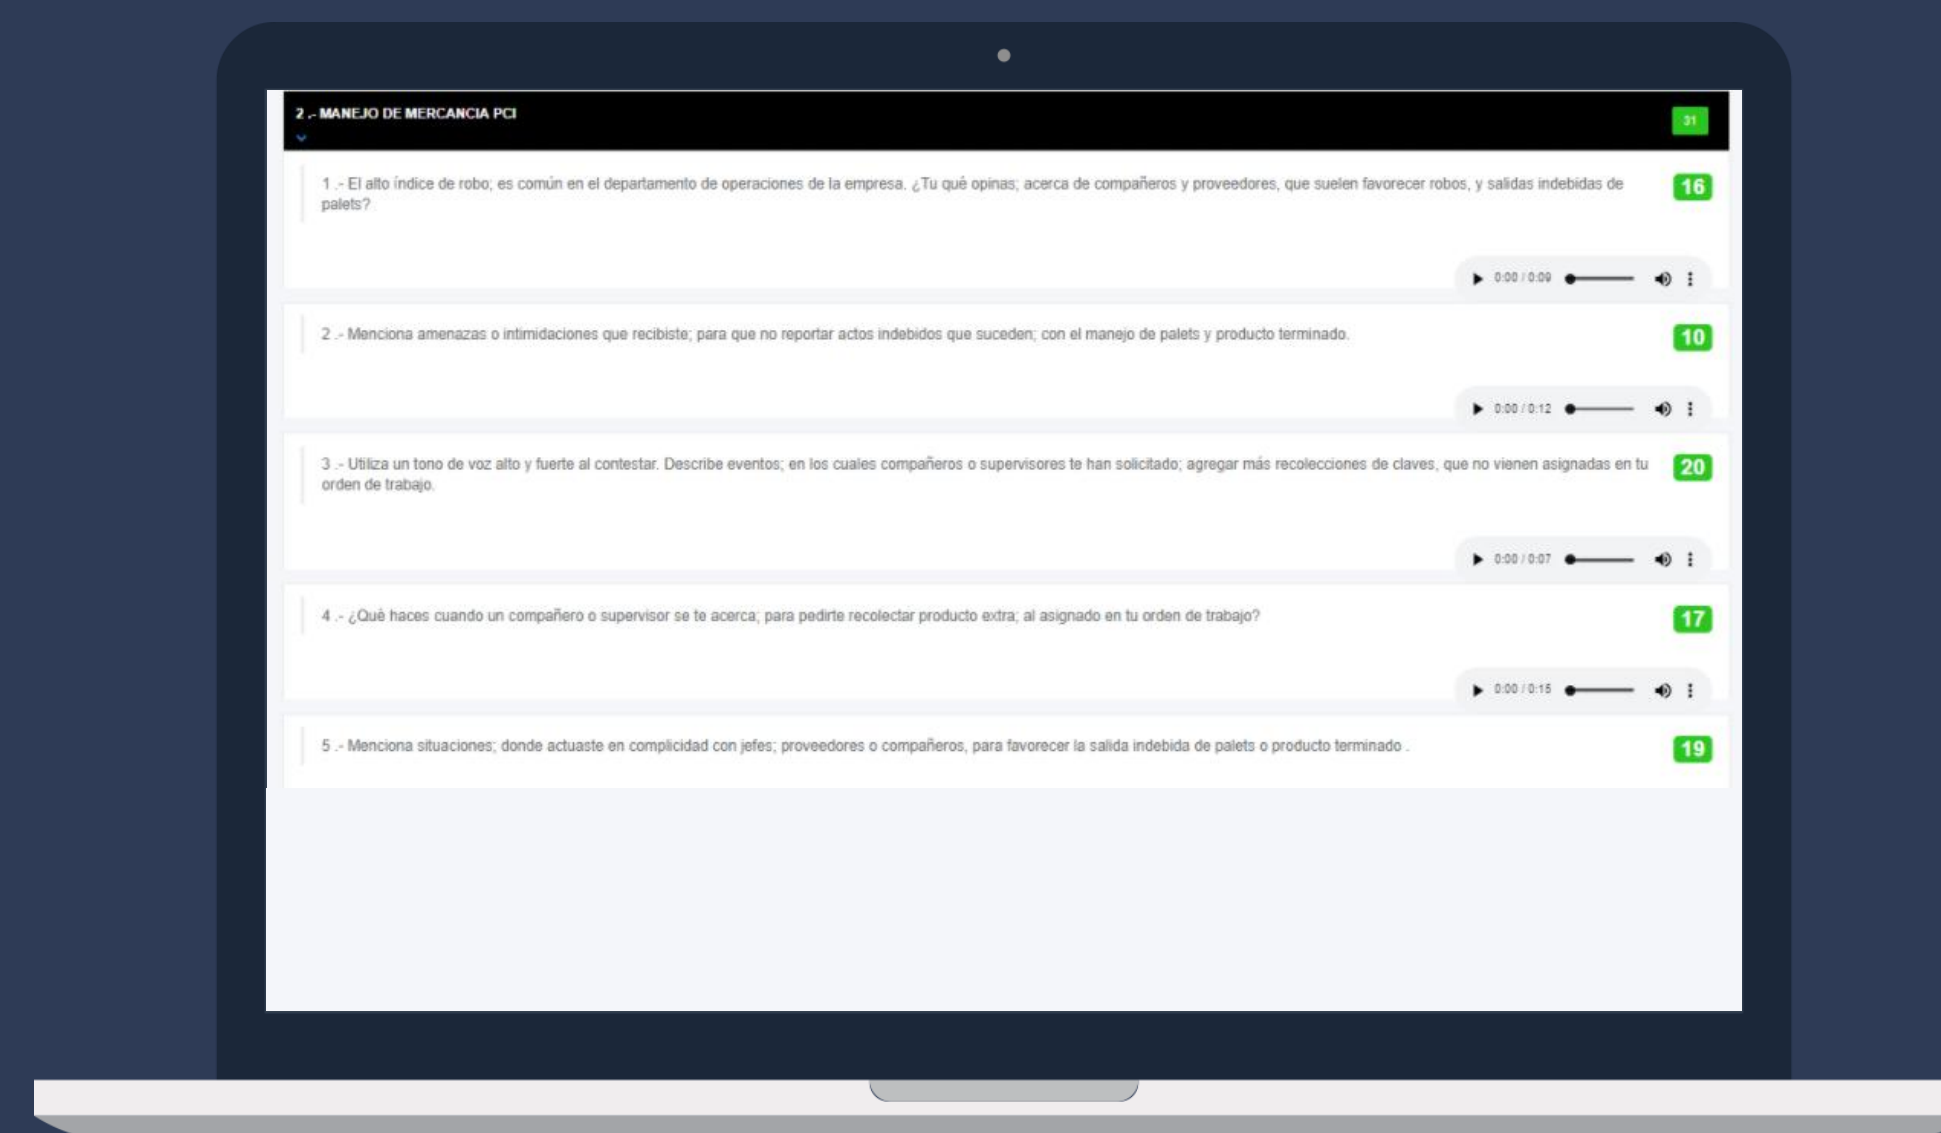 2 .- MANEJO DE MERCANCIA PCI
31
1 .- El alto índice de robo; es común en el departamento de operaciones de la empresa. ¿Tu qué opinas; acerca de compañeros y proveedores, que suelen favorecer robos, y salidas indebidas de
palets?
16
0:00 / 0:09
2 .- Menciona amenazas o intimidaciones que recibiste; para que no reportar actos indebidos que suceden; con el manejo de palets y producto terminado.
10
0:00 / 0:12
3 .- Utiliza un tono de voz alto y fuerte al contestar. Describe eventos; en los cuales compañeros o supervisores te han solicitado; agregar más recolecciones de claves, que no vienen asignadas en tu
orden de trabajo.
20
0:00 / 0:07
4 .- ¿Qué haces cuando un compañero o supervisor se te acerca; para pedirte recolectar producto extra; al asignado en tu orden de trabajo?
17
0:00 / 0:15
5 .- Menciona situaciones; donde actuaste en complicidad con jefes; proveedores o compañeros, para favorecer la salida indebida de palets o producto terminado .
19